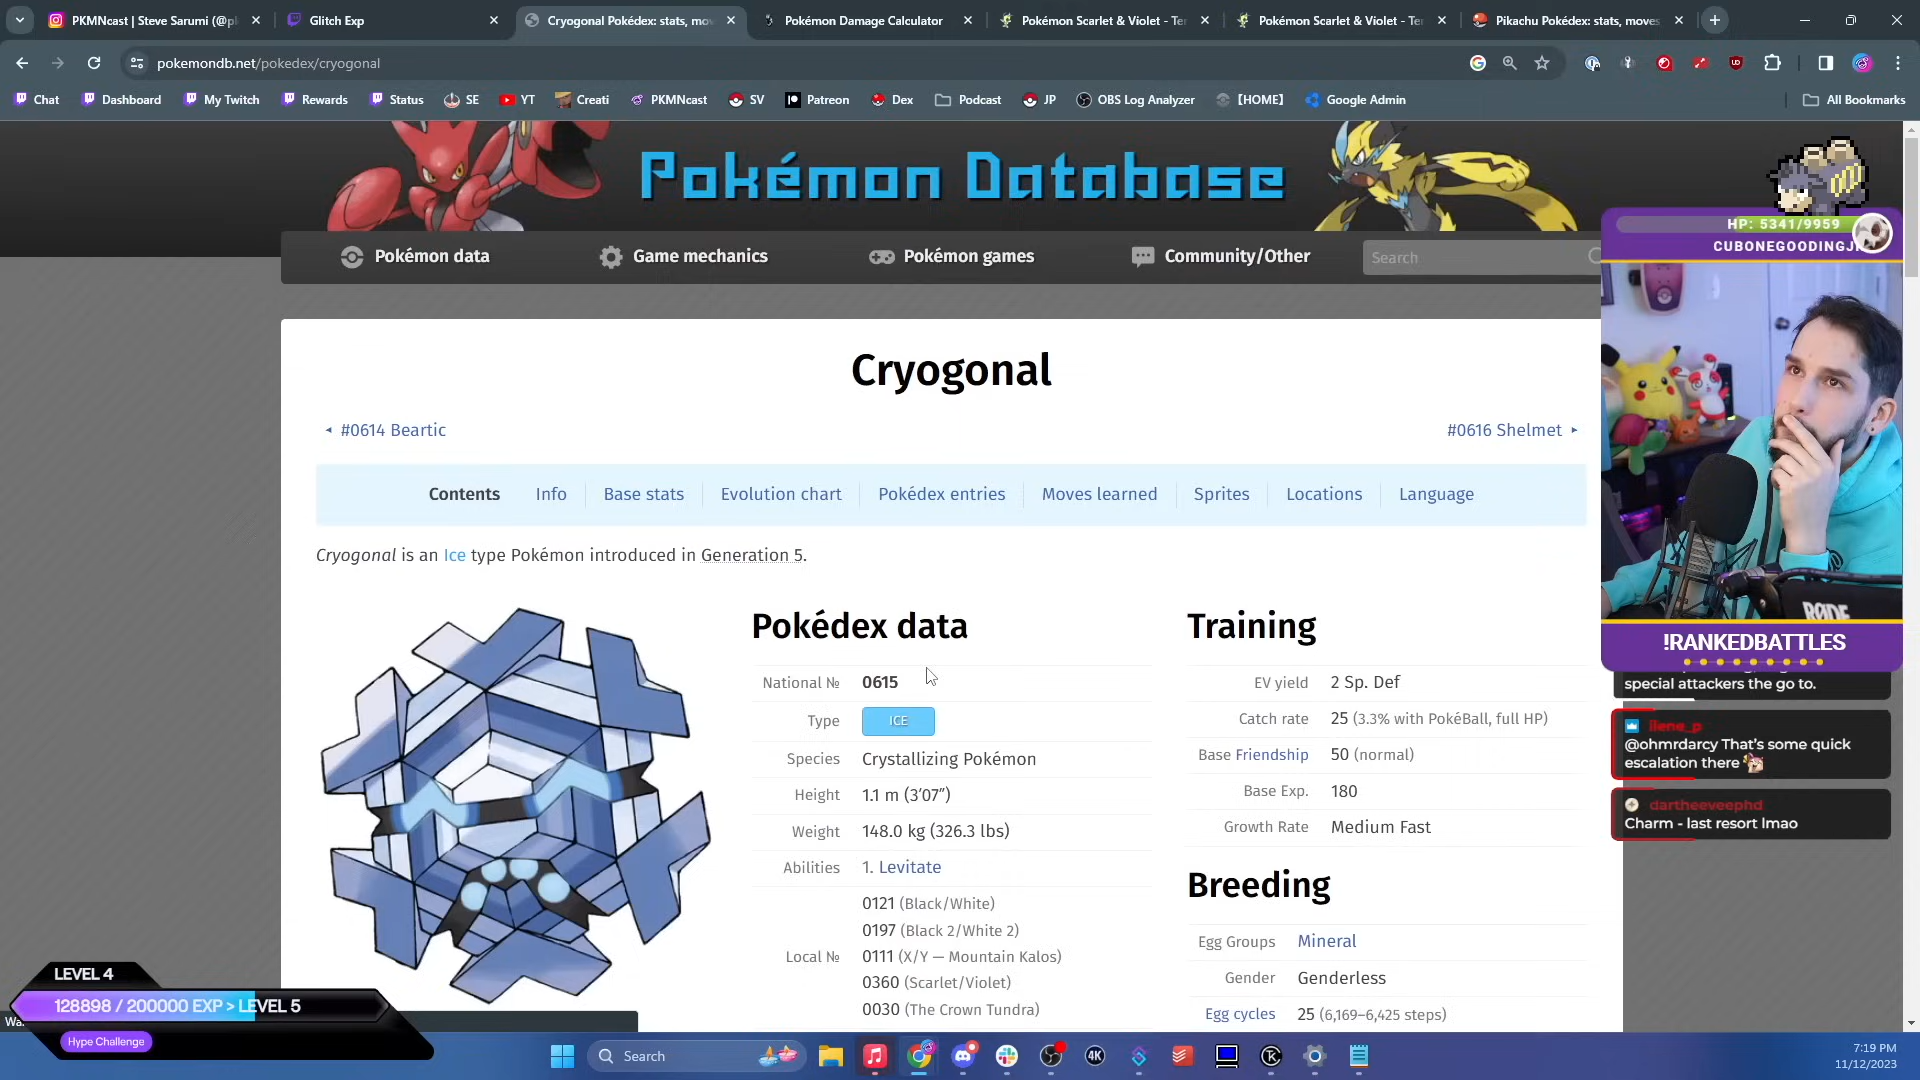 PKMNcast | Steve Sarumi (@pk
Glitch Exp
Cryogonal Pokédex: stats, mov
Pokémon Damage Calculator
Pokémon Scarlet & Violet - Ter
Pokémon Scarlet & Violet - Ter
Pikachu Pokédex: stats, moves
pokemondb.net/pokedex/cryogonal
Chat
Dashboard
My Twitch
Rewards
Status
SE
YT
Creati
PKMNcast
SV
Patreon
Dex
Podcast
JP
OBS Log Analyzer
【HOME】
Google Admin
All Bookmarks
Pokémon Database
HP: 5341/9959
CUBONEGOODINGJ
Pokémon data
Game mechanics
Pokémon games
Community/Other
Search
Cryogonal
#0614 Beartic
#0616 Shelmet
Contents
Info
Base stats
Evolution chart
Pokédex entries
Moves learned
Sprites
Locations
Language
Cryogonal is an Ice type Pokémon introduced in Generation 5.
Pokédex data
National № 0615
Type ICE
Species Crystallizing Pokémon
Height 1.1 m (3′07″)
Weight 148.0 kg (326.3 lbs)
Abilities 1. Levitate
Local № 0121 (Black/White)
0197 (Black 2/White 2)
0111 (X/Y — Mountain Kalos)
0360 (Scarlet/Violet)
0030 (The Crown Tundra)
Training
EV yield 2 Sp. Def
Catch rate 25 (3.3% with PokéBall, full HP)
Base Friendship 50 (normal)
Base Exp. 180
Growth Rate Medium Fast
Breeding
Egg Groups Mineral
Gender Genderless
Egg cycles 25 (6,169–6,425 steps)
RØDE
!RANKEDBATTLES
special attackers the go to.
liene_p
@ohmrdarcy That's some quick
escalation there
dartheeveephd
Charm - last resort lmao
LEVEL 4
128898 / 200000 EXP > LEVEL 5
Wa
Hype Challenge
Search
4K
7:19 PM
11/12/2023